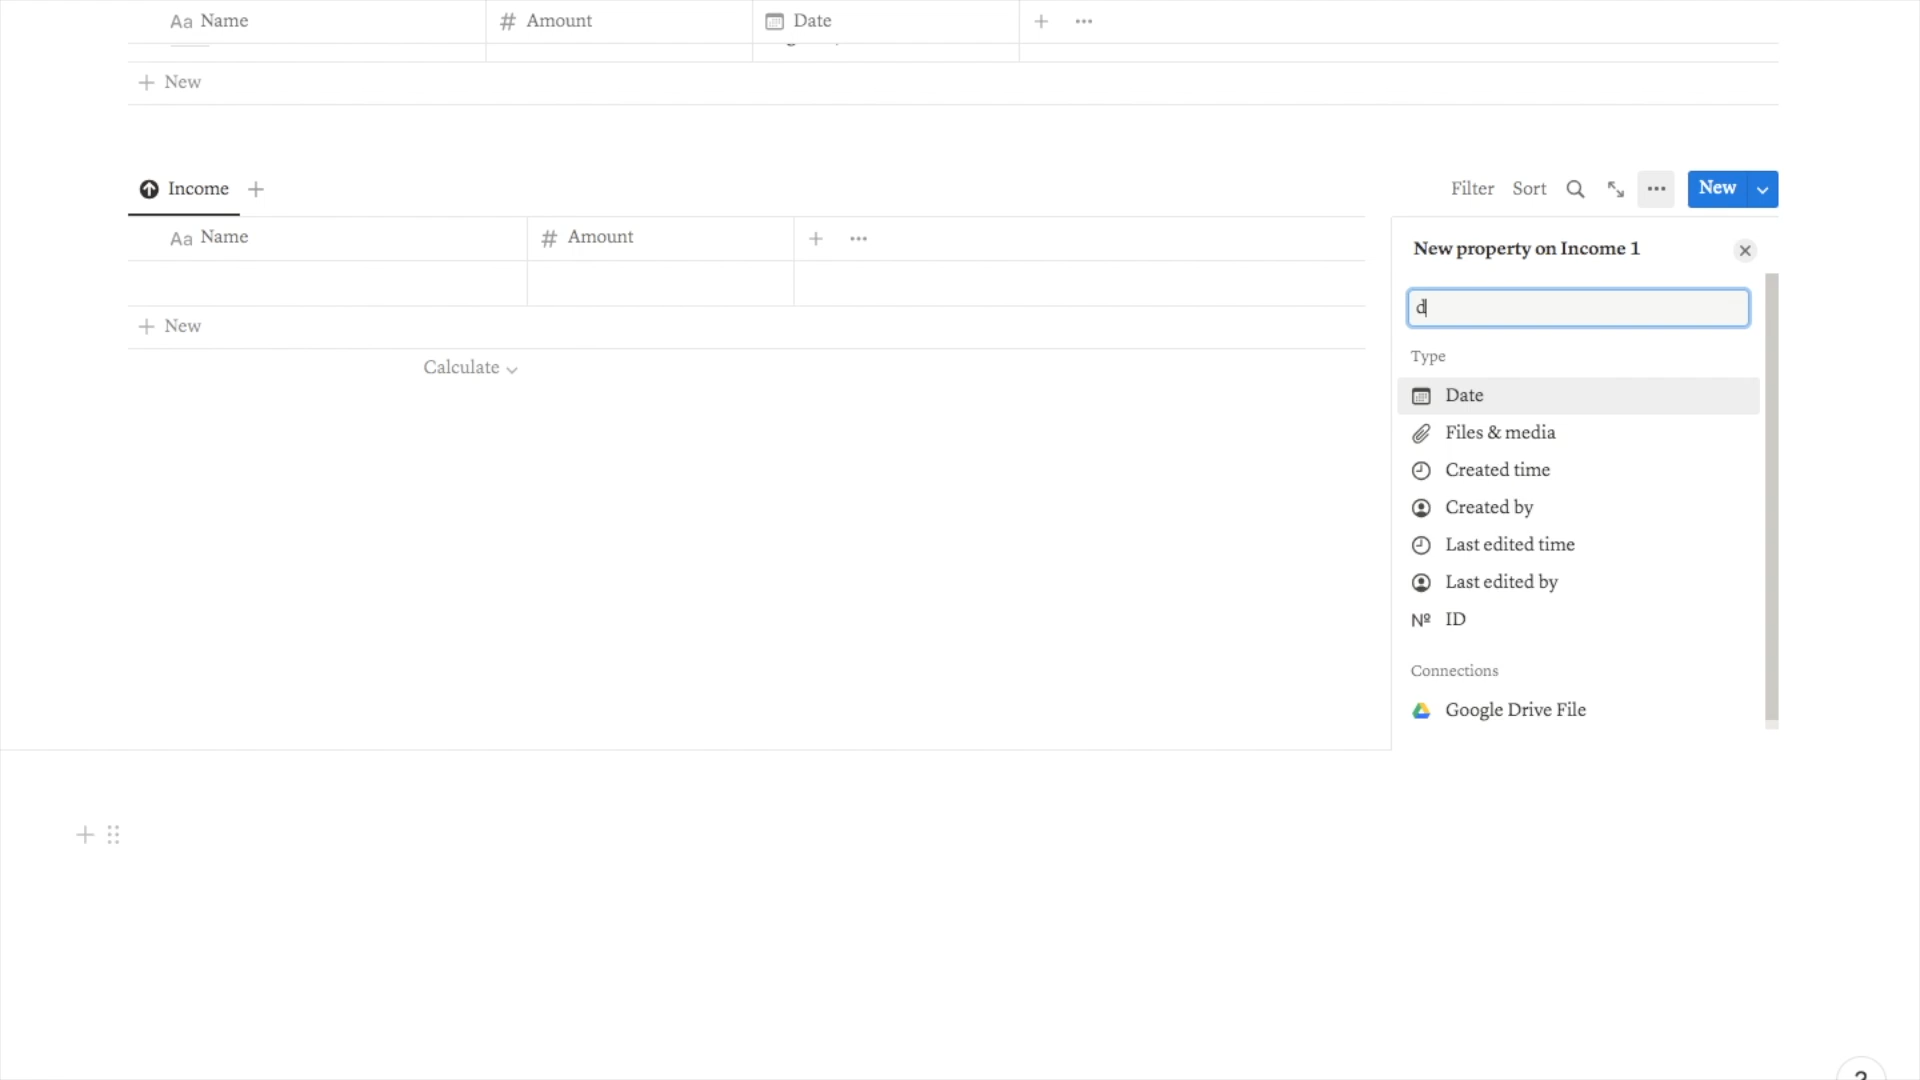 Aa Name # Amount Date
New
Income Filter Sort New
Aa Name # Amount
New property on Income 1
d
New
Type
Calculate
Date
Files & media
Created time
Created by
Last edited time
Last edited by
Nº ID
Connections
Google Drive File
?